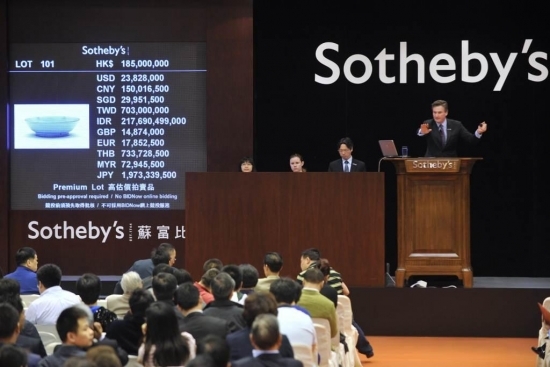 Sotheby's
LOT 101 HK$ 185,000,000
USD 23,828,000
CNY 150,016,500
SGD 29,951,500
TWD 703,000,000
IDR 217,690,499,000
GBP 14,874,000
EUR 17,852,500
THB 733,728,500
MYR 72,945,500
JPY 1,973,339,500
Premium Lot 高估價拍賣品
Bidding pre-approval required / No BIDNow online bidding
Sotheby's 蘇富比
Sotheby's
Sotheby's